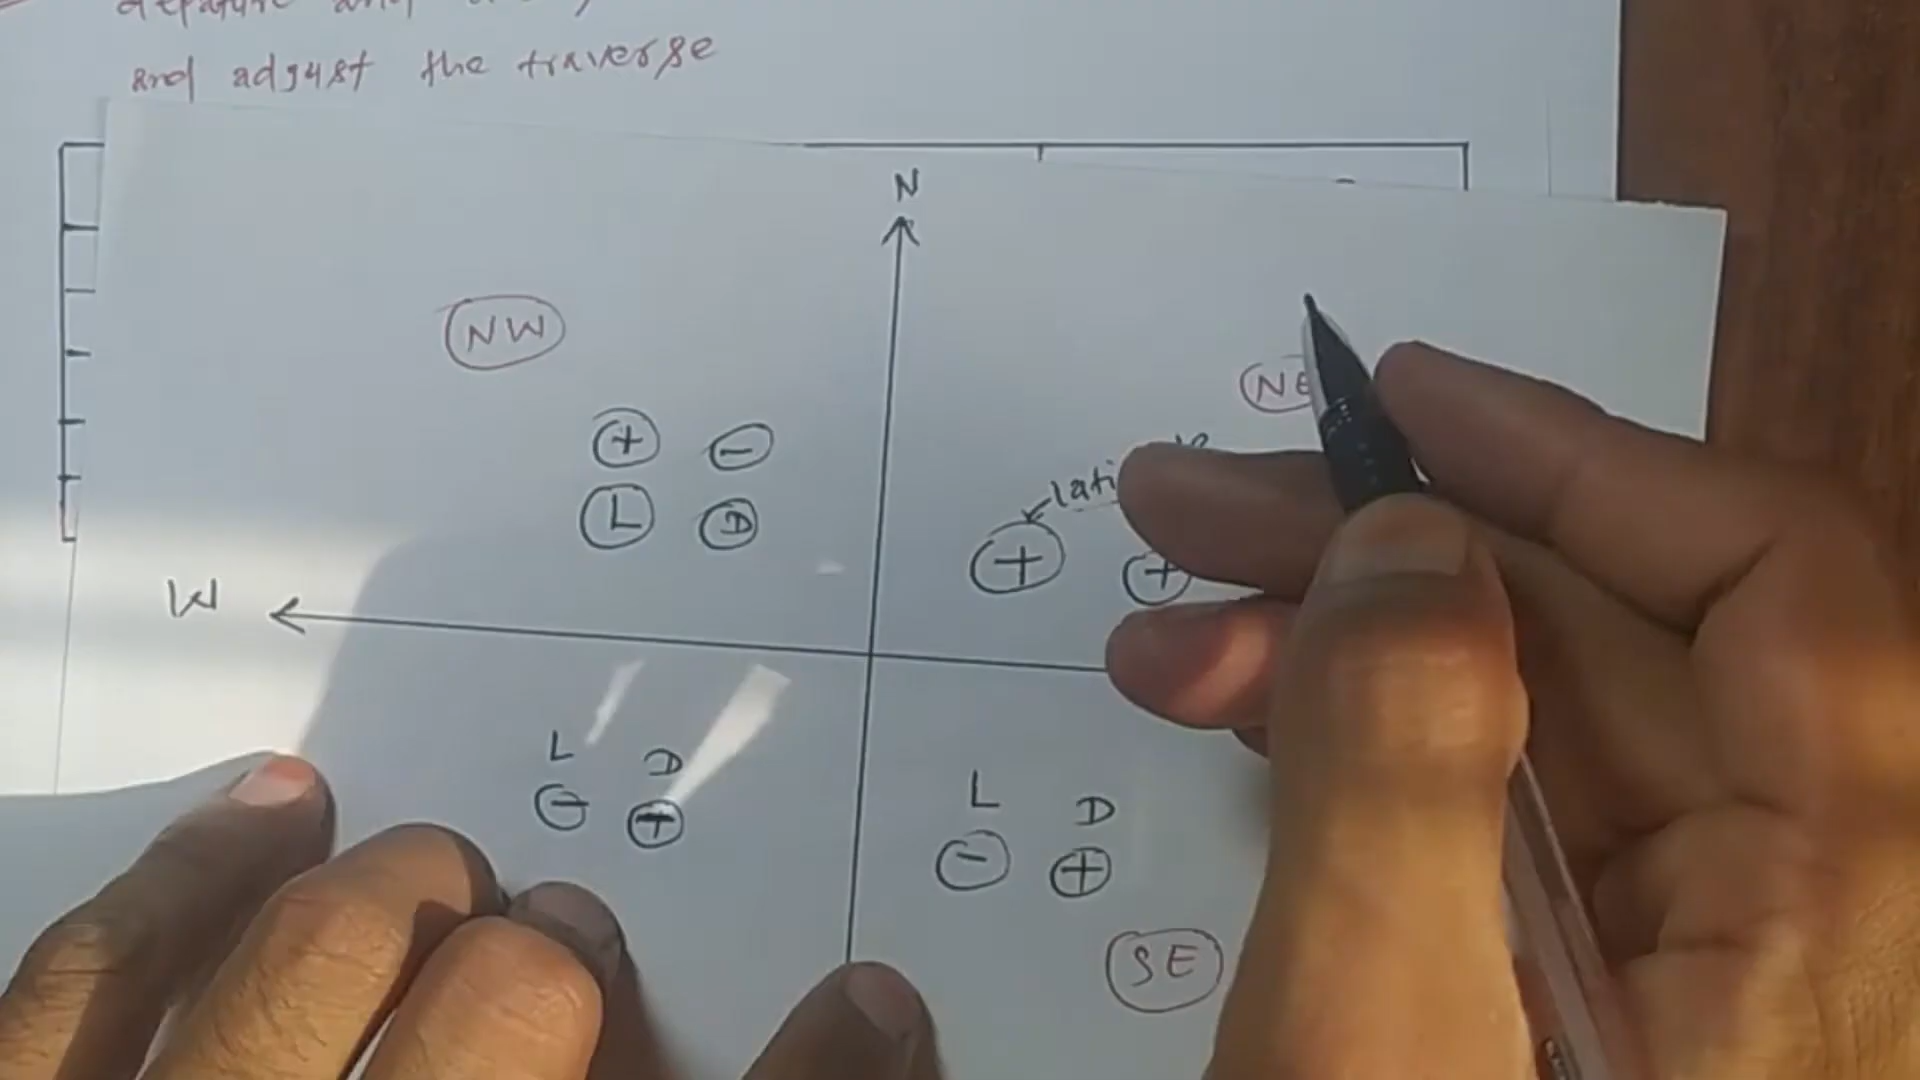 and adjust the traverse
N
NW
+ -
L D
NE
lati
+ +
W
L D
- +
L D
- +
SE